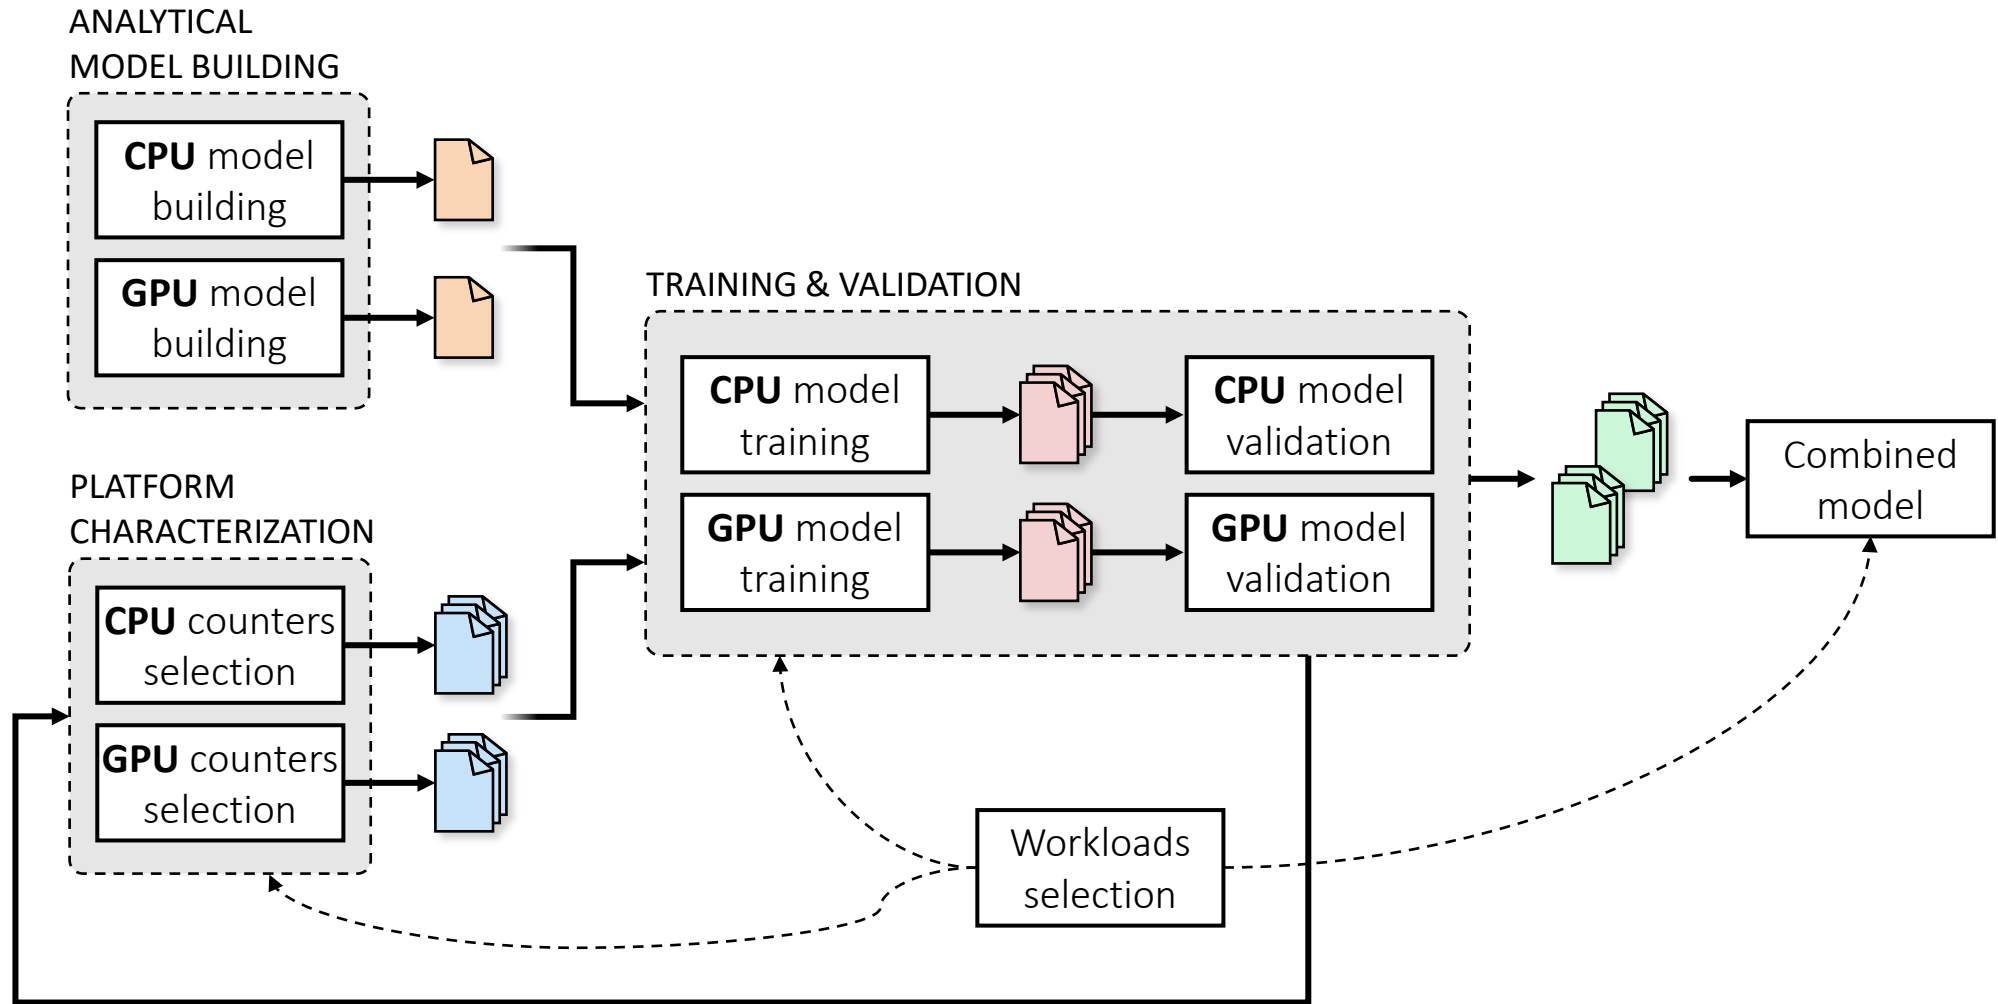 ANALYTICAL
MODEL BUILDING
CPU model
building
GPU model
building
TRAINING & VALIDATION
CPU model
training
CPU model
validation
GPU model
training
GPU model
validation
Combined
model
PLATFORM
CHARACTERIZATION
CPU counters
selection
GPU counters
selection
Workloads
selection